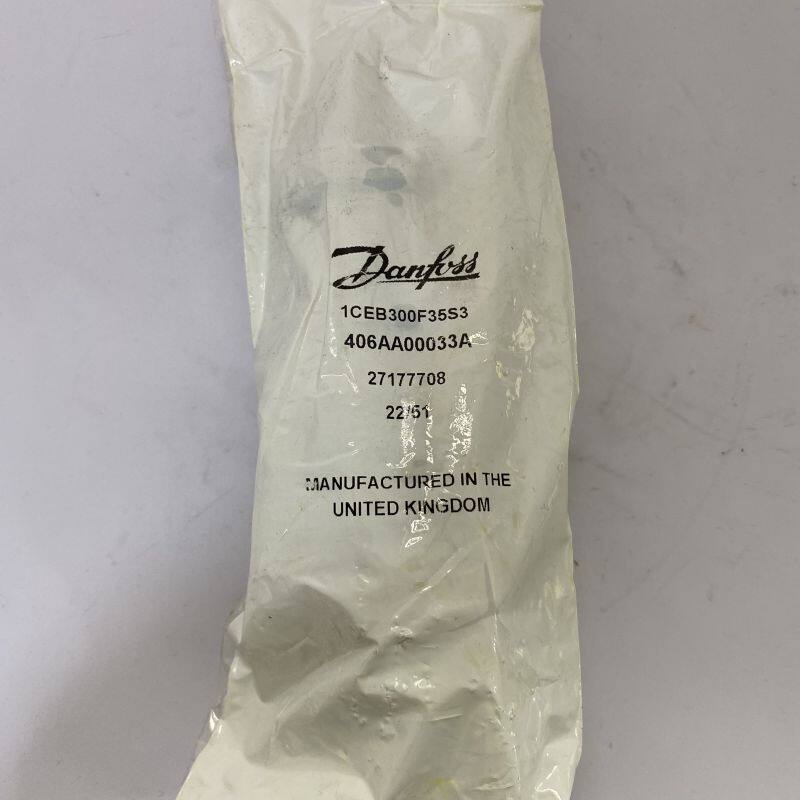 Danfoss
1CEB300F35S3
406AA00033A
27177708
22/51
MANUFACTURED IN THE
UNITED KINGDOM